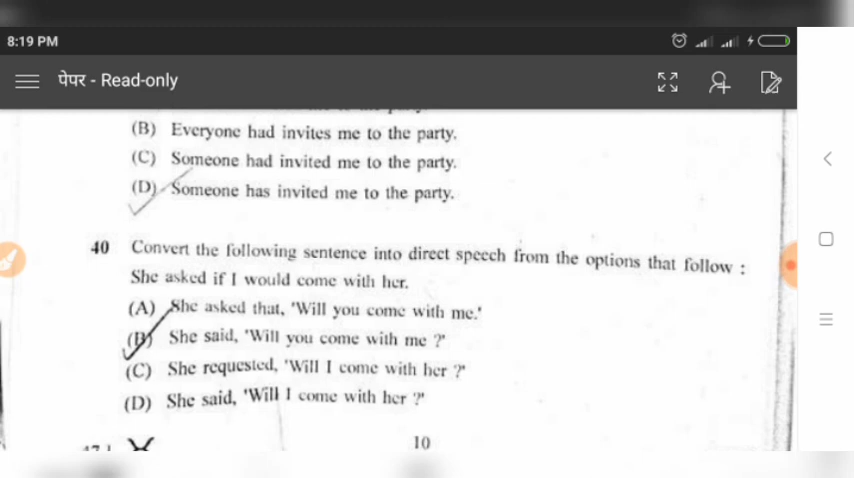 8:19 PM
पेपर - Read-only
(B) Everyone had invites me to the party.
(C) Someone had invited me to the party.
(D) Someone has invited me to the party.
40 Convert the following sentence into direct speech from the options that follow :
She asked if I would come with her.
(A) She asked that, 'Will you come with me.'
(B) She said, 'Will you come with me ?'
(C) She requested, 'Will I come with her ?'
(D) She said, 'Will I come with her ?'
10